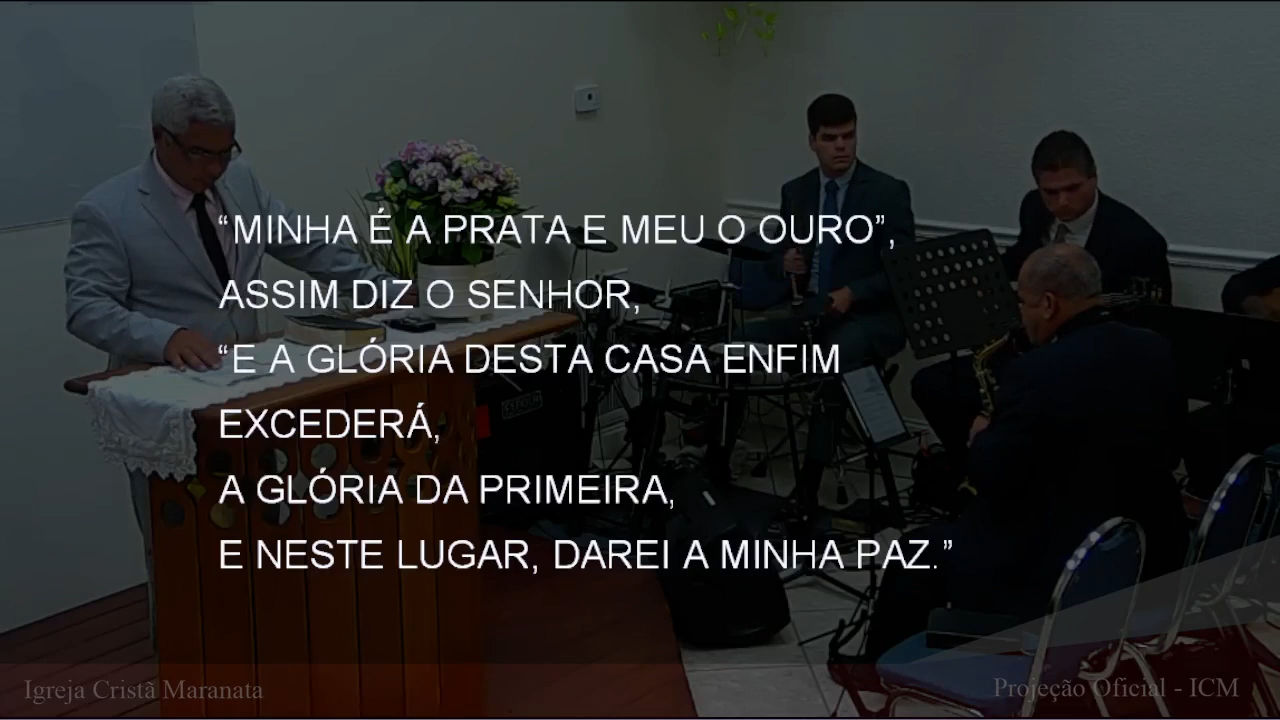 “MINHA É A PRATA E MEU O OURO”,
ASSIM DIZ O SENHOR,
“E A GLÓRIA DESTA CASA ENFIM
EXCEDERÁ,
A GLÓRIA DA PRIMEIRA,
E NESTE LUGAR, DAREI A MINHA PAZ.”
Igreja Cristã Maranata
Projeção Oficial - ICM